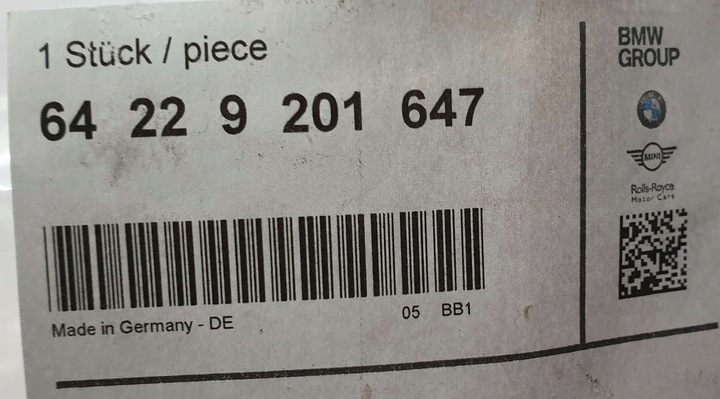 1 Stück / piece
64 22 9 201 647
Made in Germany - DE
05 BB1
BMW
GROUP
MINI
Rolls-Royce
Motor Cars